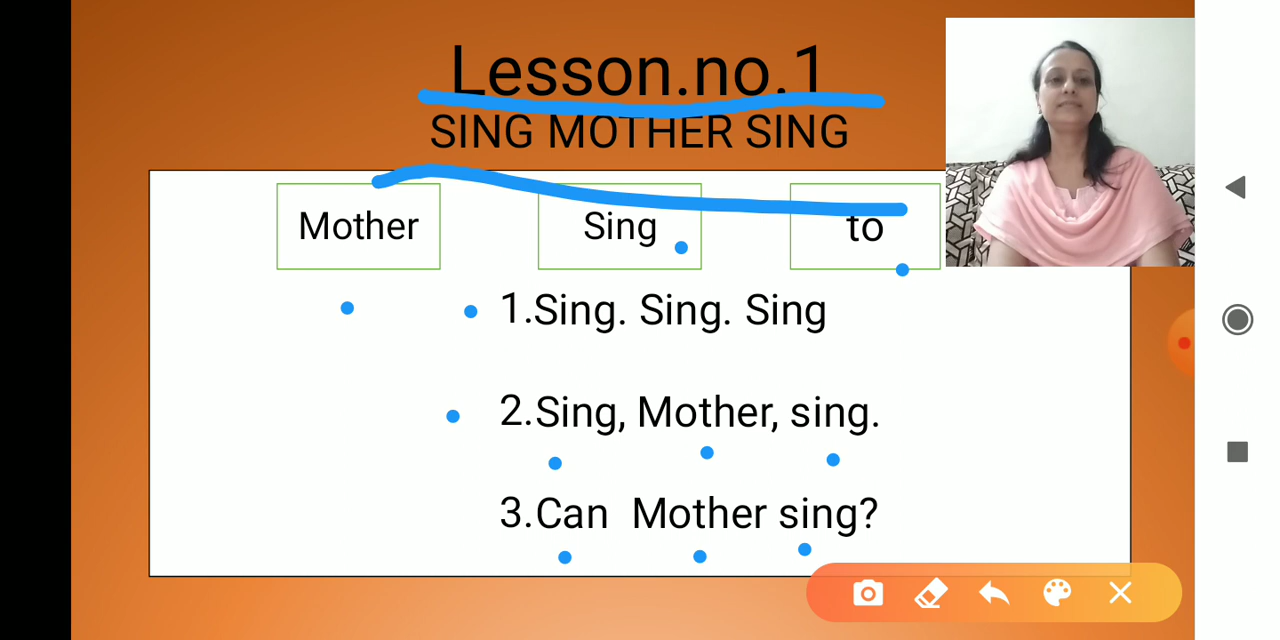 Lesson.no.1
SING MOTHER SING
Mother Sing to
1.Sing. Sing. Sing
2.Sing, Mother, sing.
3.Can Mother sing?